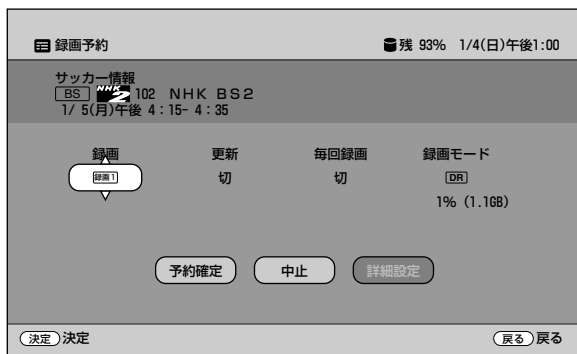 録画予約 残 93% 1/4(日)午後1:00
サッカー情報
BS NHK 2 102 NHK BS2
1/ 5(月)午後 4:15- 4:35
録画 更新 毎回録画 録画モード
録画1 切 切 DR
1% (1.1GB)
予約確定 中止 詳細設定
決定 決定 戻る 戻る